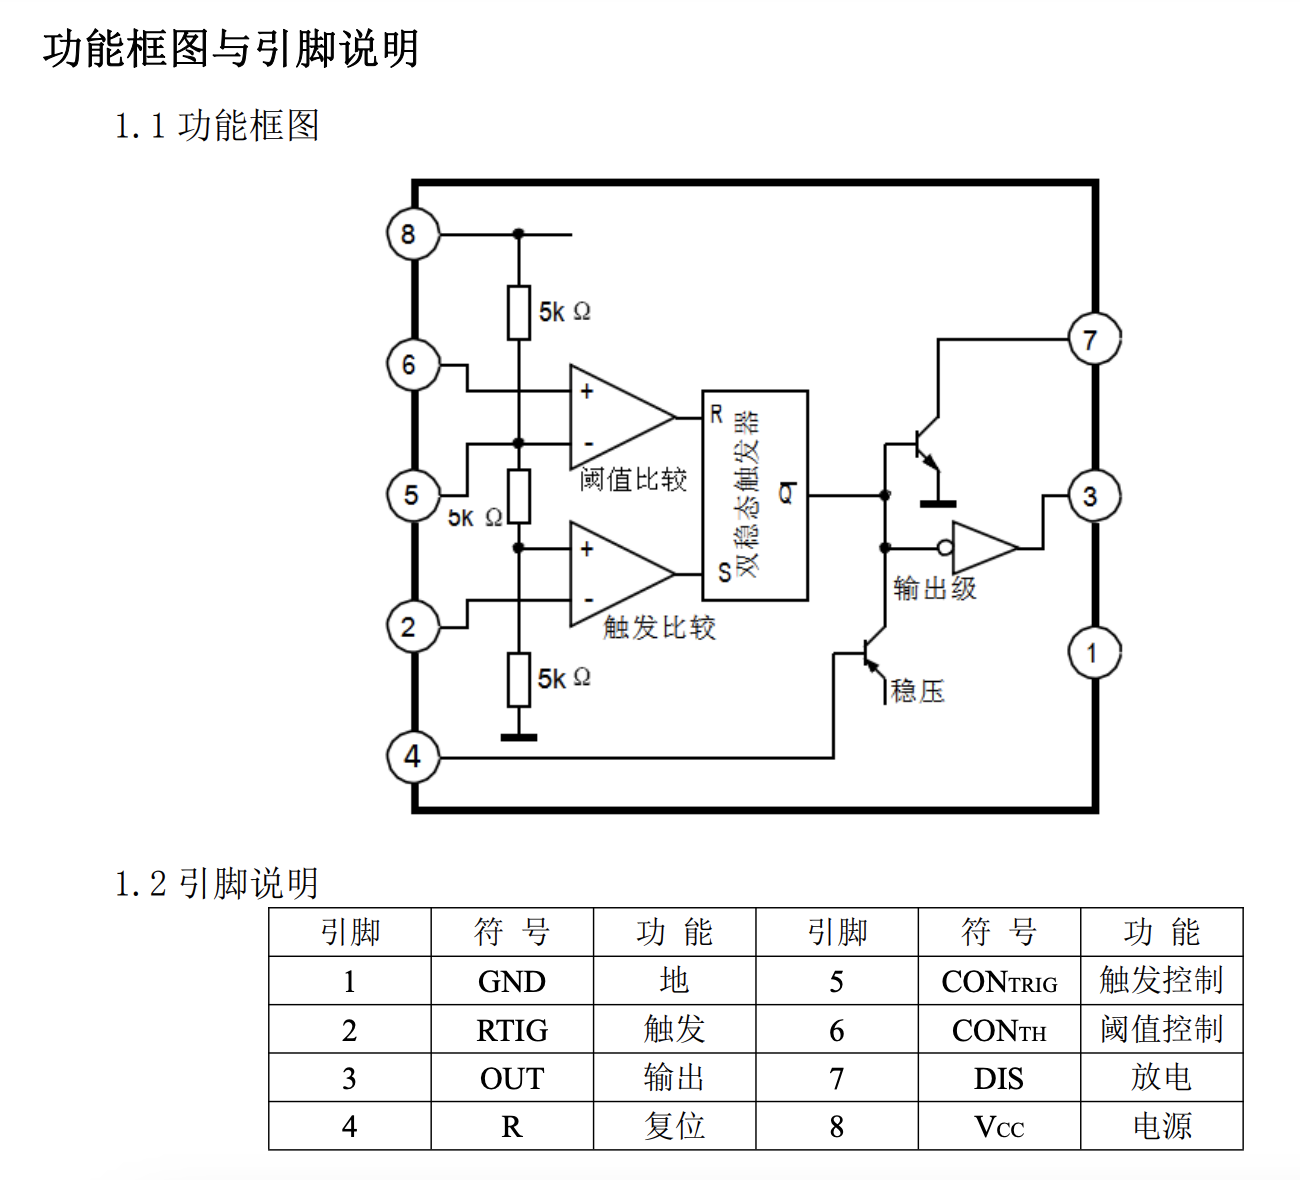 功能框图与引脚说明
1.1 功能框图
8
5k Ω
7
6
+
R
-
阈值比较
双稳态触发器
Q̄
5
5k Ω
3
+
S
-
输出级
2
触发比较
1
5k Ω
稳压
4
1.2 引脚说明
引脚 符 号 功 能 引脚 符 号 功 能
1 GND 地 5 CONTRIG 触发控制
2 RTIG 触发 6 CONTH 阈值控制
3 OUT 输出 7 DIS 放电
4 R 复位 8 VCC 电源